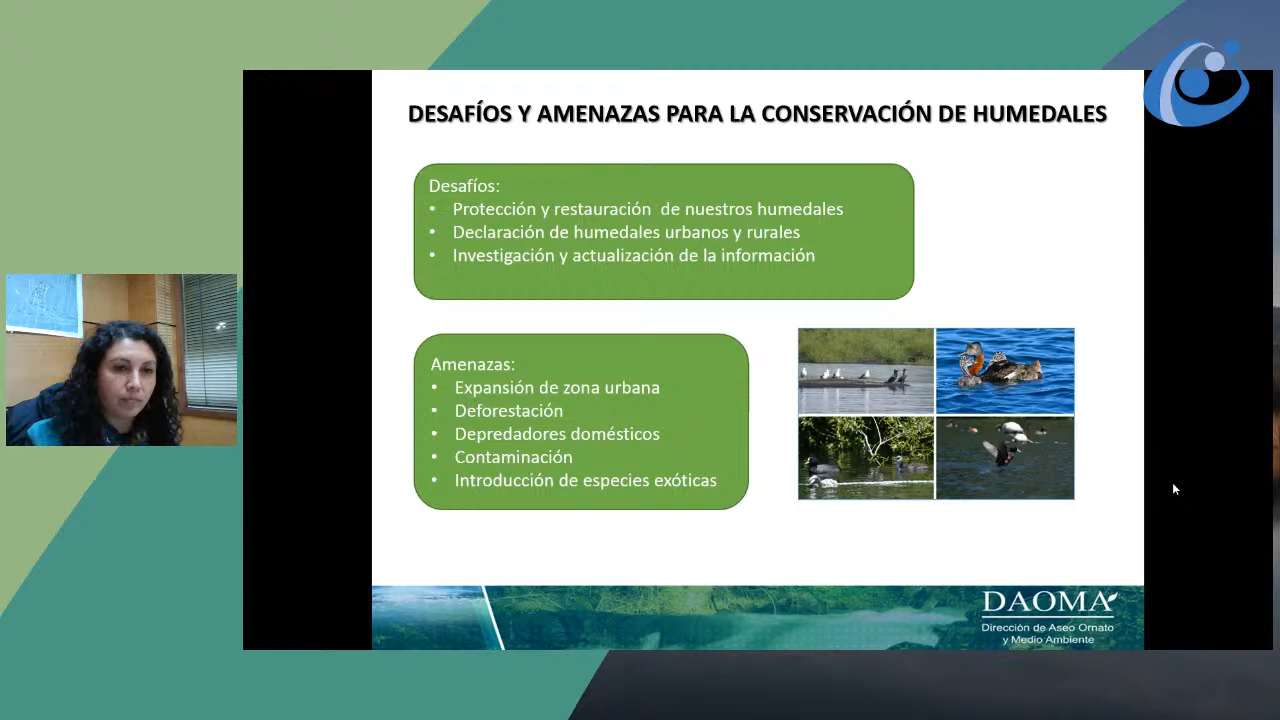 DESAFÍOS Y AMENAZAS PARA LA CONSERVACIÓN DE HUMEDALES
Desafíos:
• Protección y restauración de nuestros humedales
• Declaración de humedales urbanos y rurales
• Investigación y actualización de la información
Amenazas:
• Expansión de zona urbana
• Deforestación
• Depredadores domésticos
• Contaminación
• Introducción de especies exóticas
DAOMA
Dirección de Aseo Ornato
y Medio Ambiente